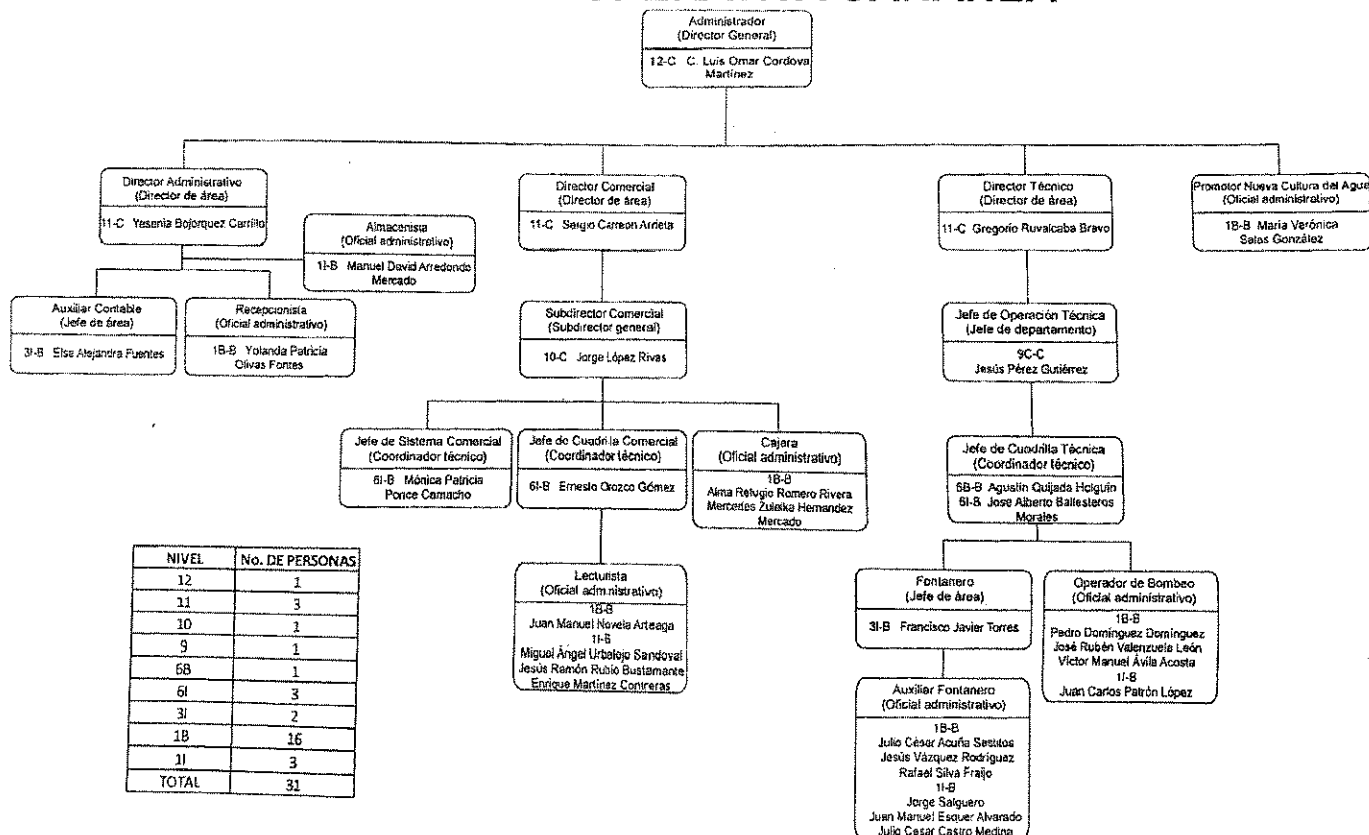 Administrador
(Director General)
12-C C. Luis Omar Cordova
Martínez
Director Administrativo
(Director de área)
11-C Yesenia Bojorquez Carrillo
Almacenista
(Oficial administrativo)
1I-B Manuel David Arredondo
Mercado
Auxiliar Contable
(Jefe de área)
3I-B Elsa Alejandra Fuentes
Recepcionista
(Oficial administrativo)
1B-B Yolanda Patricia
Olivas Fontes
Director Comercial
(Director de área)
11-C Sergio Carreon Arrieta
Subdirector Comercial
(Subdirector general)
10-C Jorge López Rivas
Jefe de Sistema Comercial
(Coordinador técnico)
6I-B Mónica Patricia
Ponce Camacho
Jefe de Cuadrilla Comercial
(Coordinador técnico)
6I-B Ernesto Orozco Gómez
Cajera
(Oficial administrativo)
1B-B
Alma Refugio Romero Rivera
Mercedes Zuleika Hernandez
Mercado
Lecturista
(Oficial administrativo)
1B-B
Juan Manuel Novela Arteaga
1I-B
Miguel Ángel Urbalejo Sandoval
Jesús Ramón Rubio Bustamante
Enrique Martínez Contreras
Director Técnico
(Director de área)
11-C Gregorio Ruvalcaba Bravo
Jefe de Operación Técnica
(Jefe de departamento)
9C-C
Jesús Pérez Gutiérrez
Jefe de Cuadrilla Técnica
(Coordinador técnico)
6B-B Agustín Quijada Holguin
6I-B Jose Alberto Ballesteros
Morales
Fontanero
(Jefe de área)
3I-B Francisco Javier Torres
Auxiliar Fontanero
(Oficial administrativo)
1B-B
Julio César Acuña
Jesús Vázquez Rodríguez
Rafael Silva Fraijo
1I-B
Jorge Salguero
Juan Manuel Esquer Alvarado
Julio Cesar Castro Medina
Operador de Bombeo
(Oficial administrativo)
1B-B
Pedro Domínguez Domínguez
José Rubén Valenzuela León
Víctor Manuel Ávila Acosta
1I-B
Juan Carlos Patrón López
Promotor Nueva Cultura del Agua
(Oficial administrativo)
1B-B María Verónica
Salas González
NIVEL No. DE PERSONAS
12 1
11 3
10 1
9 1
6B 1
6I 3
3I 2
1B 16
1I 3
TOTAL 31